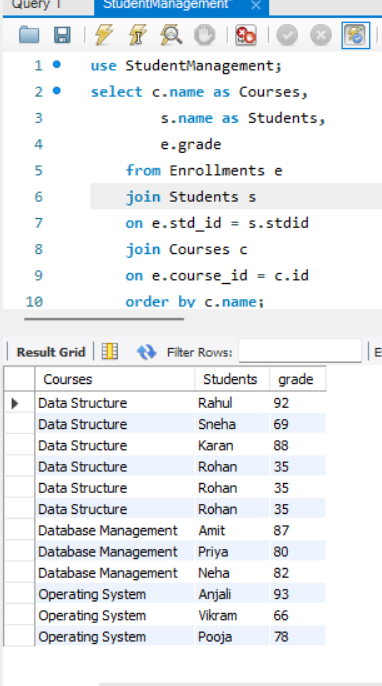 Query 1 StudentManagement* ×
1 use StudentManagement;
2 select c.name as Courses,
3 s.name as Students,
4 e.grade
5 from Enrollments e
6 join Students s
7 on e.std_id = s.stdid
8 join Courses c
9 on e.course_id = c.id
10 order by c.name;
Result Grid Filter Rows: E
Courses Students grade
Data Structure Rahul 92
Data Structure Sneha 69
Data Structure Karan 88
Data Structure Rohan 35
Data Structure Rohan 35
Data Structure Rohan 35
Database Management Amit 87
Database Management Priya 80
Database Management Neha 82
Operating System Anjali 93
Operating System Vikram 66
Operating System Pooja 78